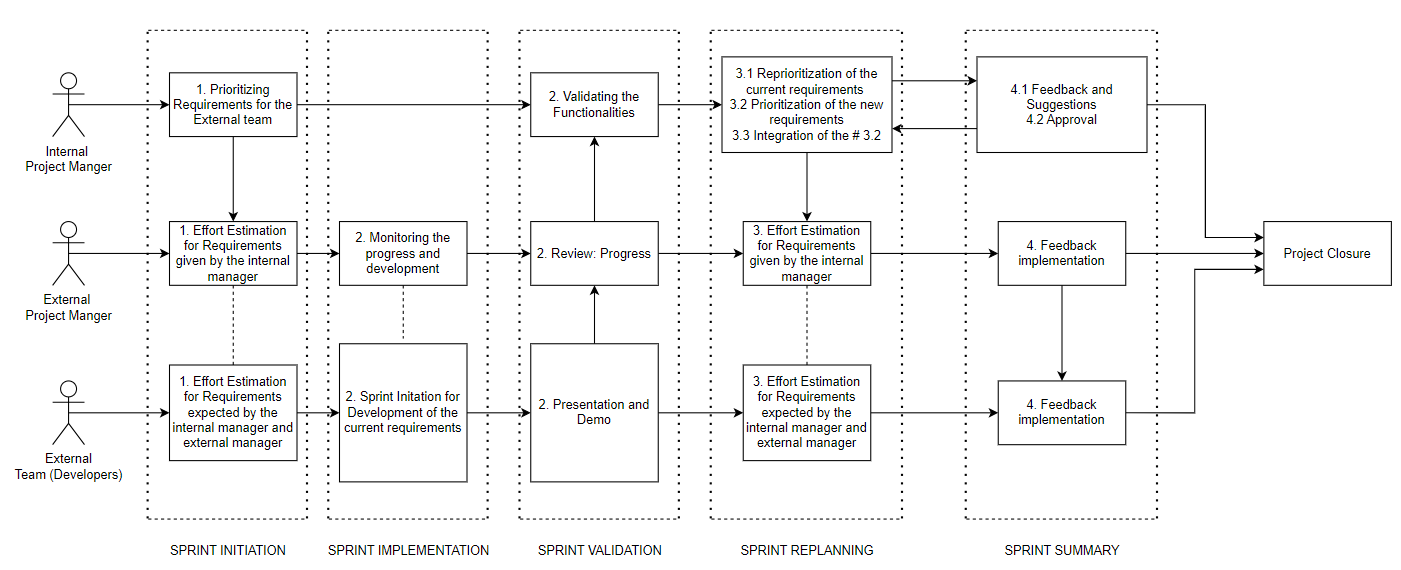 Internal
Project Manger
1. Prioritizing
Requirements for the
External team
2. Validating the
Functionalities
3.1 Reprioritization of the
current requirements
3.2 Prioritization of the new
requirements
3.3 Integration of the # 3.2
4.1 Feedback and
Suggestions
4.2 Approval
External
Project Manger
1. Effort Estimation
for Requirements
given by the internal
manager
2. Monitoring the
progress and
development
2. Review: Progress
3. Effort Estimation
for Requirements
given by the internal
manager
4. Feedback
implementation
Project Closure
External
Team (Developers)
1. Effort Estimation
for Requirements
expected by the
internal manager and
external manager
2. Sprint Initation for
Development of the
current requirements
2. Presentation and
Demo
3. Effort Estimation
for Requirements
expected by the
internal manager and
external manager
4. Feedback
implementation
SPRINT INITIATION
SPRINT IMPLEMENTATION
SPRINT VALIDATION
SPRINT REPLANNING
SPRINT SUMMARY